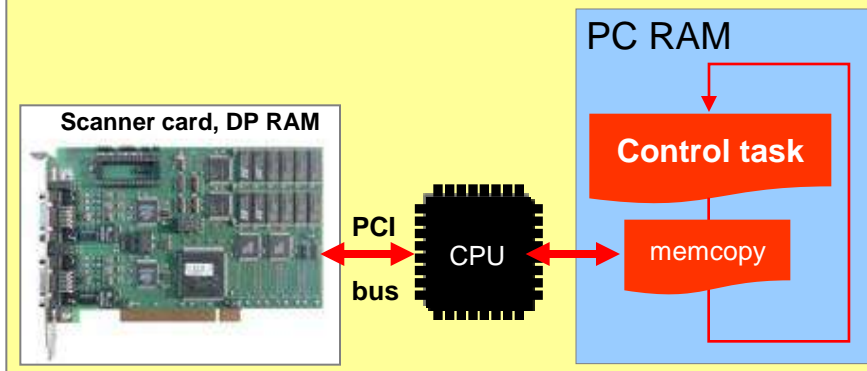 PC RAM
Scanner card, DP RAM
Control task
PCI
bus
CPU
memcopy